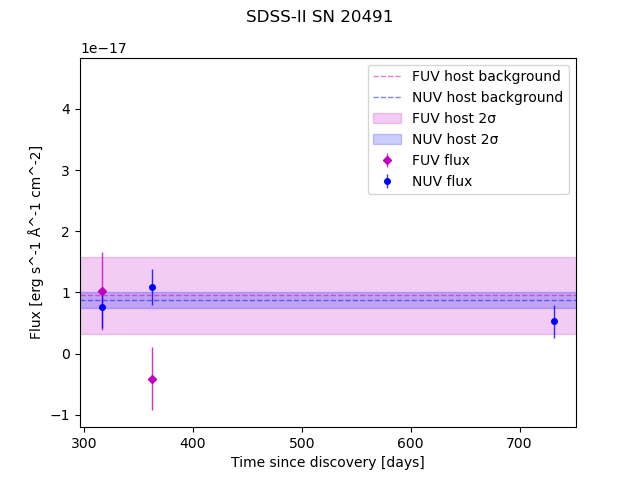 SDSS-II SN 20491
1e−17
FUV host background
NUV host background
FUV host 2σ
NUV host 2σ
FUV flux
NUV flux
4
3
2
1
0
−1
Flux [erg s^-1 Å^-1 cm^-2]
300 400 500 600 700
Time since discovery [days]